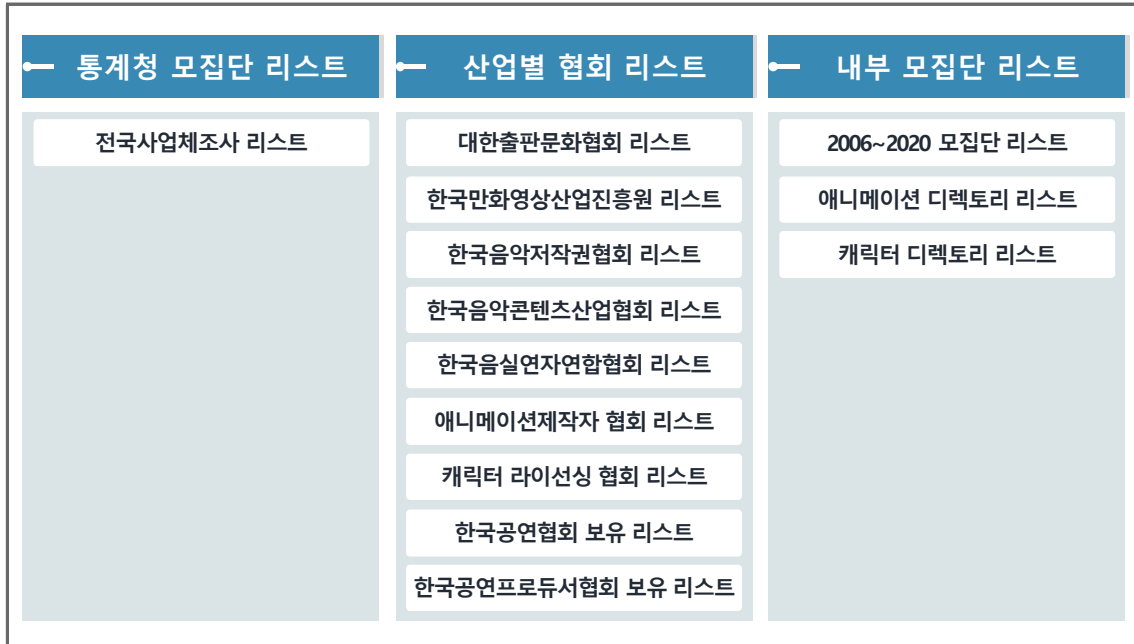 통계청 모집단 리스트
전국사업체조사 리스트
산업별 협회 리스트
대한출판문화협회 리스트
한국만화영상산업진흥원 리스트
한국음악저작권협회 리스트
한국음악콘텐츠산업협회 리스트
한국음실연자연합협회 리스트
애니메이션제작자 협회 리스트
캐릭터 라이선싱 협회 리스트
한국공연협회 보유 리스트
한국공연프로듀서협회 보유 리스트
내부 모집단 리스트
2006~2020 모집단 리스트
애니메이션 디렉토리 리스트
캐릭터 디렉토리 리스트